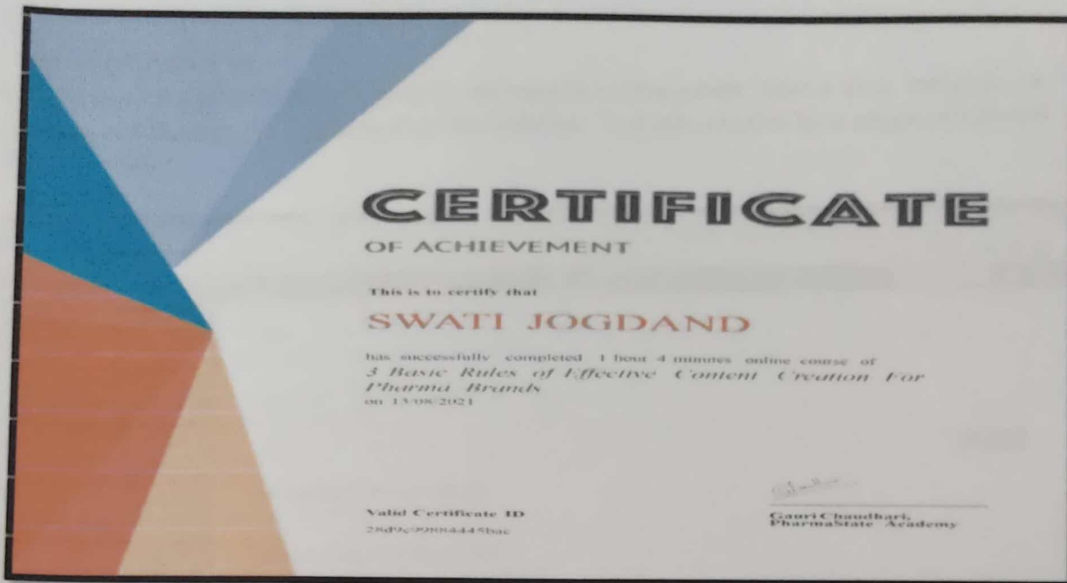 CERTIFICATE
OF ACHIEVEMENT
This is to certify that
SWATI JOGDAND
has successfully completed 1 hour 4 minutes online course of
3 Basic Rules of Effective Content Creation For
Pharma Brands
on 13/08/2021
Valid Certificate ID
Gauri Chaudhari,
PharmaState Academy